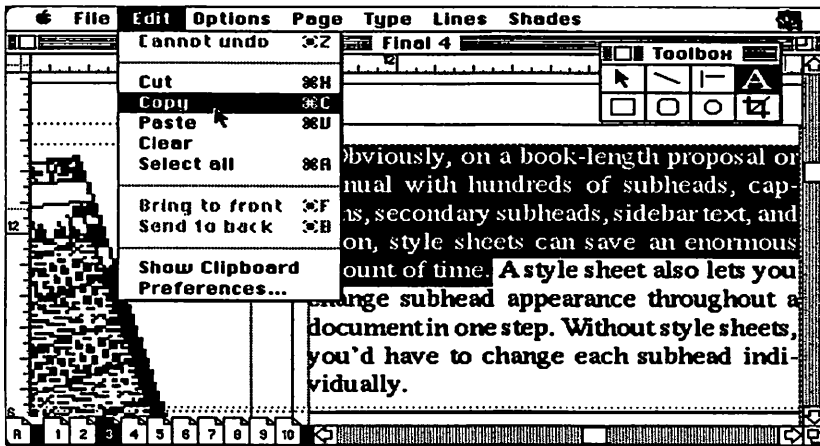 File Edit Options Page Type Lines Shades
Final 4
Toolbox
A
Cannot undo ⌘Z
Cut ⌘X
Copy ⌘C
Paste ⌘V
Clear
Select all ⌘A
Bring to front ⌘F
Send to back ⌘B
Show Clipboard
Preferences...
12
12
Obviously, on a book-length proposal or
nual with hundreds of subheads, cap-
ns, secondary subheads, sidebar text, and
on, style sheets can save an enormous
ount of time. A style sheet also lets you
hange subhead appearance throughout a
document in one step. Without style sheets,
you'd have to change each subhead indi-
vidually.
R 1 2 3 4 5 6 7 8 9 10